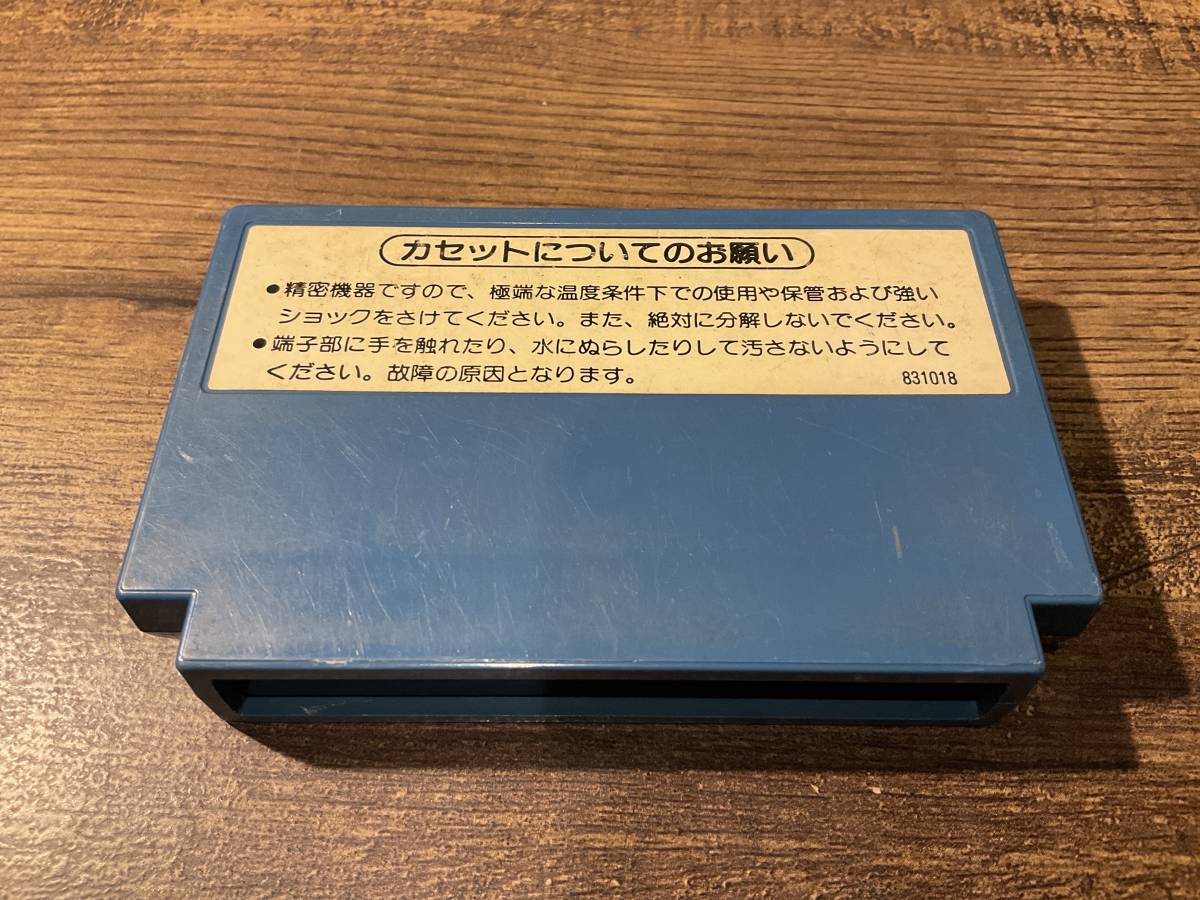 カセットについてのお願い
●精密機器ですので、極端な温度条件下での使用や保管および強い
ショックをさけてください。また、絶対に分解しないでください。
●端子部に手を触れたり、水にぬらしたりして汚さないようにして
ください。故障の原因となります。
831018